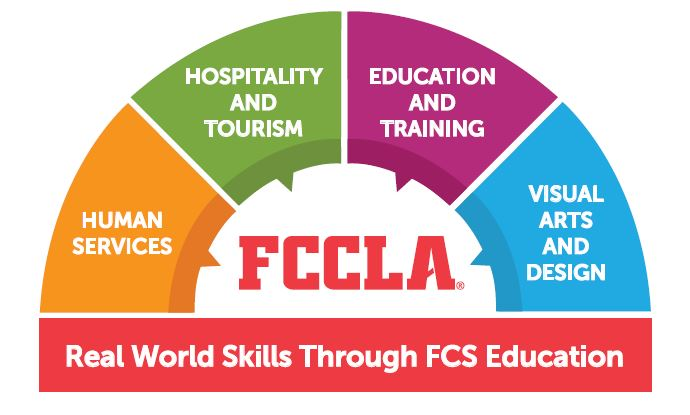 HUMAN
SERVICES
HOSPITALITY
AND
TOURISM
EDUCATION
AND
TRAINING
VISUAL
ARTS
AND
DESIGN
FCCLA®
Real World Skills Through FCS Education